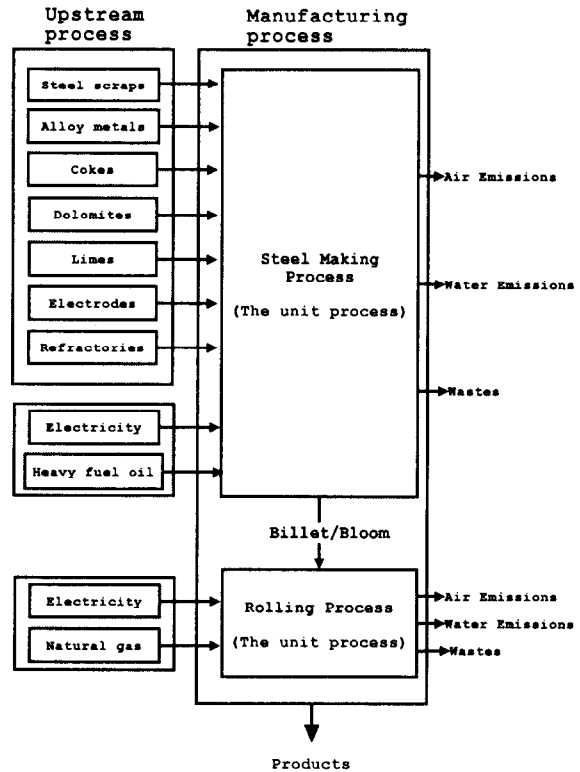 Upstream
process
Manufacturing
process
Steel scraps
Alloy metals
Cokes
Dolomites
Limes
Electrodes
Refractories
Electricity
Heavy fuel oil
Steel Making
Process
(The unit process)
Air Emissions
Water Emissions
Wastes
Billet/Bloom
Electricity
Natural gas
Rolling Process
(The unit process)
Air Emissions
Water Emissions
Wastes
Products